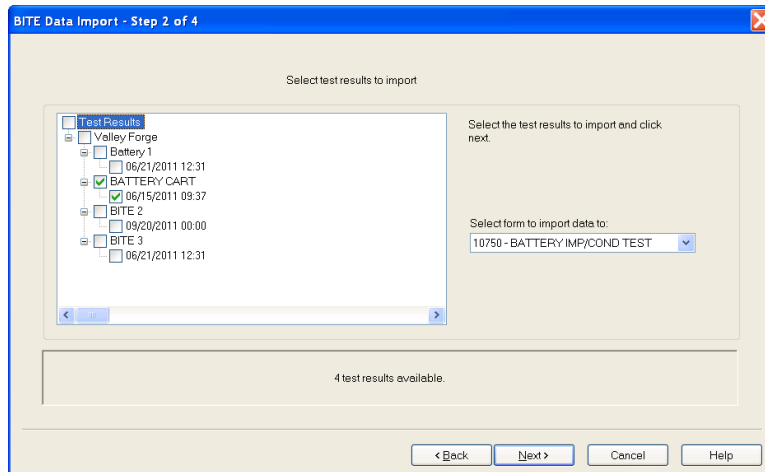 BITE Data Import - Step 2 of 4
Select test results to import
Test Results
Valley Forge
Battery 1
06/21/2011 12:31
BATTERY CART
06/15/2011 09:37
BITE 2
09/20/2011 00:00
BITE 3
06/21/2011 12:31
Select the test results to import and click
next.
Select form to import data to:
10750 - BATTERY IMP/COND TEST
4 test results available.
< Back
Next >
Cancel
Help